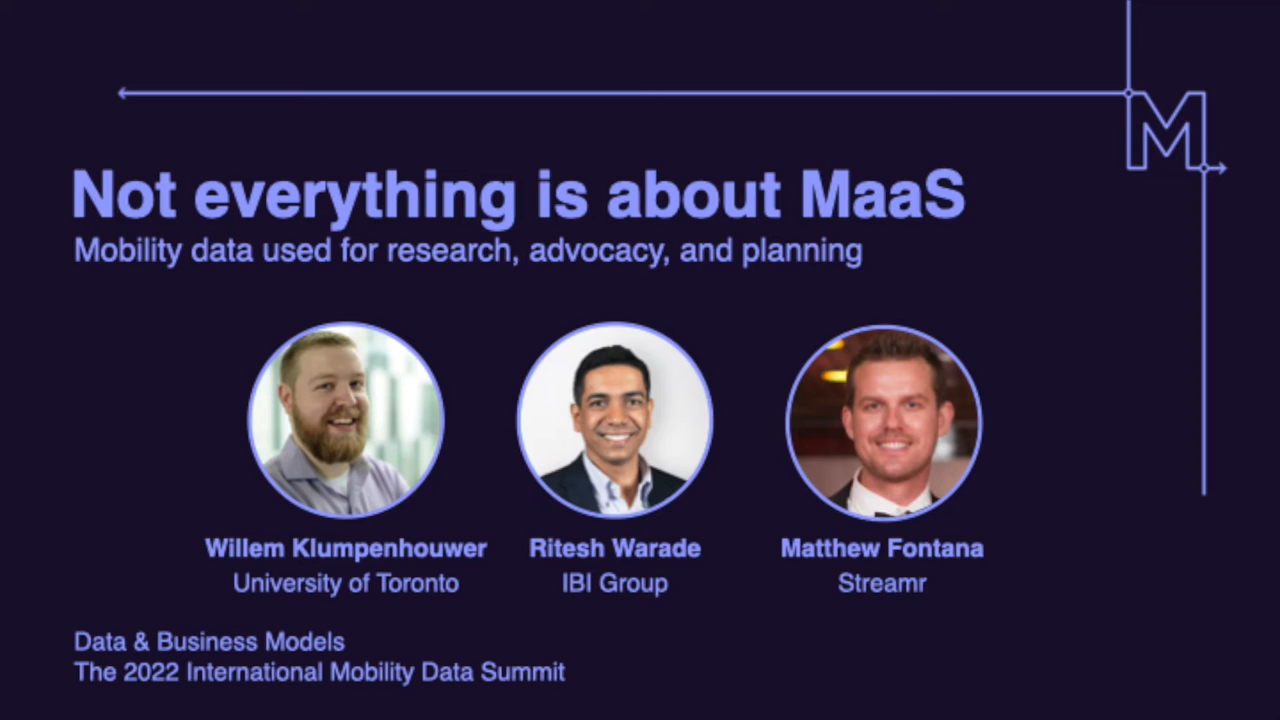 M
Not everything is about MaaS
Mobility data used for research, advocacy, and planning
Willem Klumpenhouwer
University of Toronto
Ritesh Warade
IBI Group
Matthew Fontana
Streamr
Data & Business Models
The 2022 International Mobility Data Summit